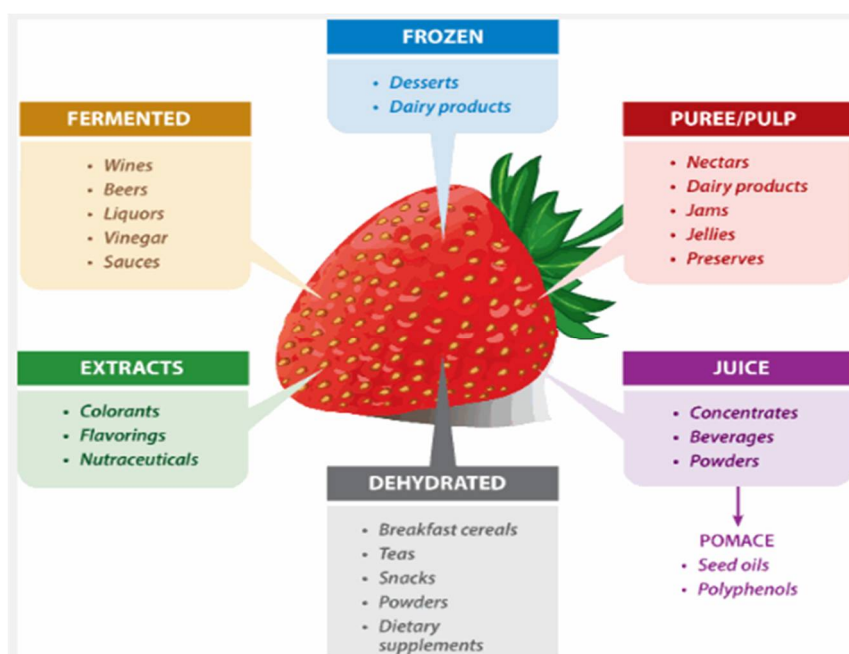 FROZEN
• Desserts
• Dairy products
FERMENTED
• Wines
• Beers
• Liquors
• Vinegar
• Sauces
PUREE/PULP
• Nectars
• Dairy products
• Jams
• Jellies
• Preserves
EXTRACTS
• Colorants
• Flavorings
• Nutraceuticals
JUICE
• Concentrates
• Beverages
• Powders
POMACE
• Seed oils
• Polyphenols
DEHYDRATED
• Breakfast cereals
• Teas
• Snacks
• Powders
• Dietary
supplements